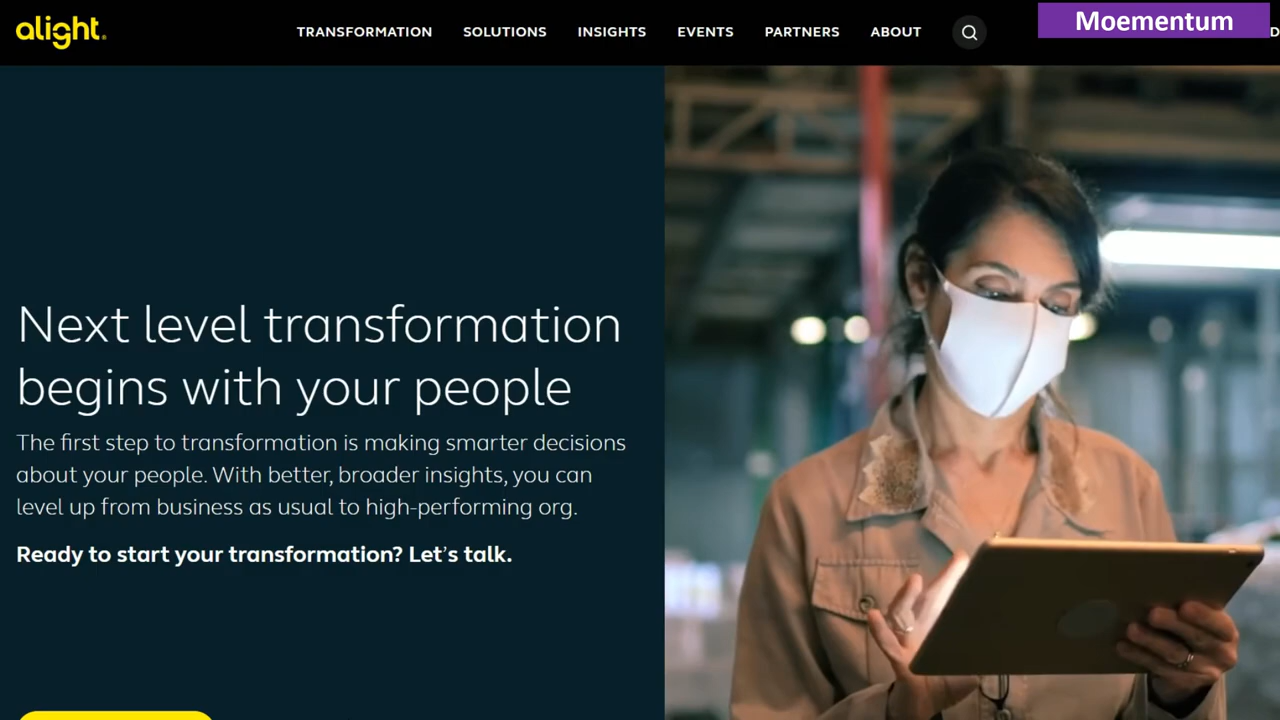 alight.
TRANSFORMATION SOLUTIONS INSIGHTS EVENTS PARTNERS ABOUT
Moementum
Next level transformation
begins with your people
The first step to transformation is making smarter decisions
about your people. With better, broader insights, you can
level up from business as usual to high-performing org.
Ready to start your transformation? Let's talk.